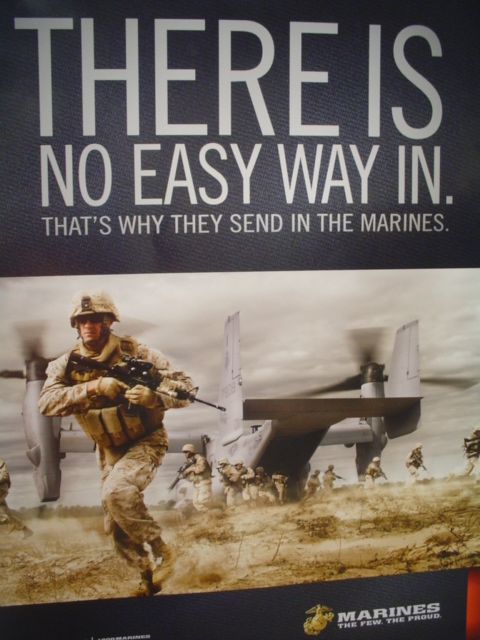 THERE IS
NO EASY WAY IN.
THAT'S WHY THEY SEND IN THE MARINES.
MARINES
THE FEW. THE PROUD.